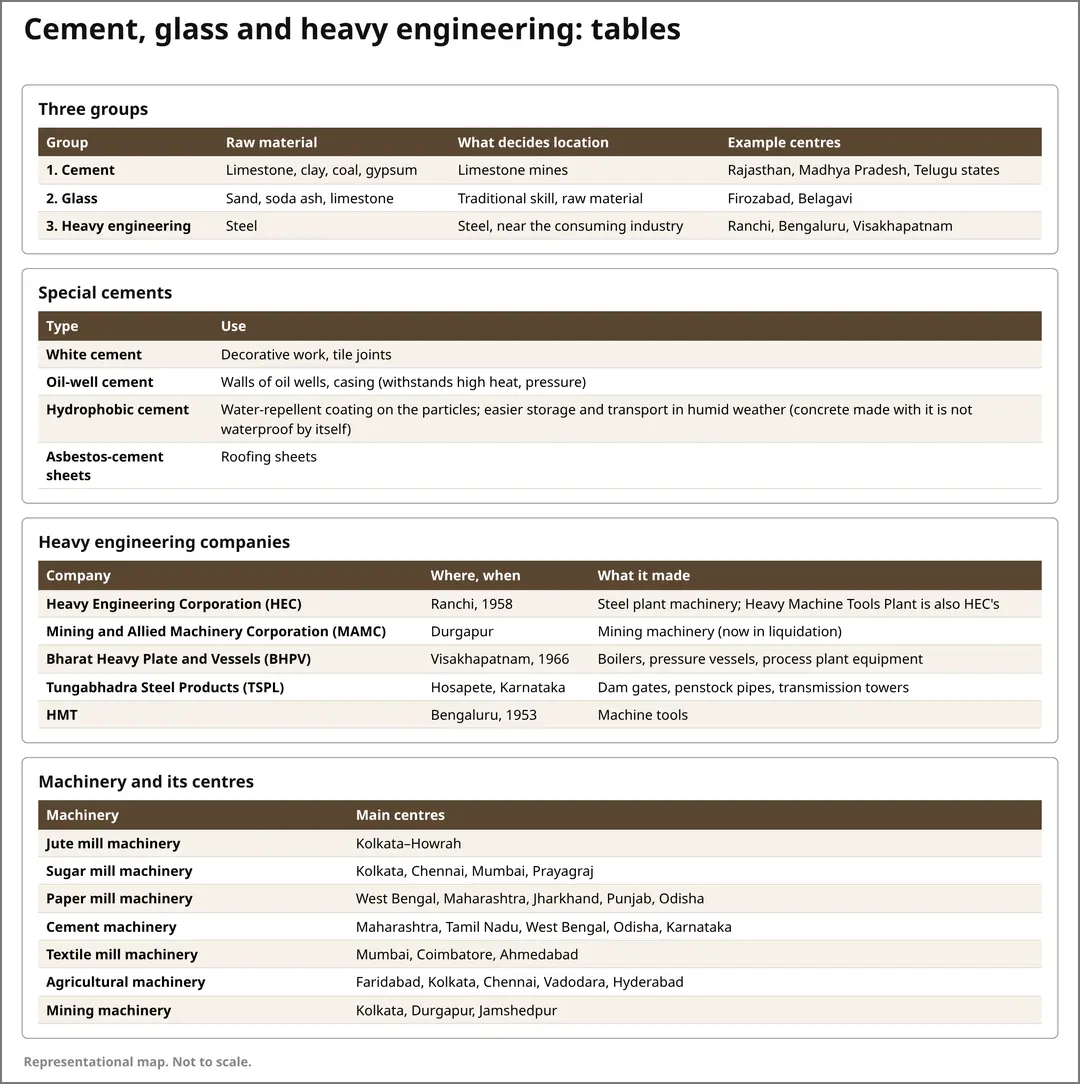 Cement, glass and heavy engineering: tables
Three groups
Group Raw material What decides location Example centres
1. Cement Limestone, clay, coal, gypsum Limestone mines Rajasthan, Madhya Pradesh, Telugu states
2. Glass Sand, soda ash, limestone Traditional skill, raw material Firozabad, Belagavi
3. Heavy engineering Steel Steel, near the consuming industry Ranchi, Bengaluru, Visakhapatnam
Special cements
Type Use
White cement Decorative work, tile joints
Oil-well cement Walls of oil wells, casing (withstands high heat, pressure)
Hydrophobic cement Water-repellent coating on the particles; easier storage and transport in humid weather (concrete made with it is not
waterproof by itself)
Asbestos-cement Roofing sheets
sheets
Heavy engineering companies
Company Where, when What it made
Heavy Engineering Corporation (HEC) Ranchi, 1958 Steel plant machinery; Heavy Machine Tools Plant is also HEC's
Mining and Allied Machinery Corporation (MAMC) Durgapur Mining machinery (now in liquidation)
Bharat Heavy Plate and Vessels (BHPV) Visakhapatnam, 1966 Boilers, pressure vessels, process plant equipment
Tungabhadra Steel Products (TSPL) Hosapete, Karnataka Dam gates, penstock pipes, transmission towers
HMT Bengaluru, 1953 Machine tools
Machinery and its centres
Machinery Main centres
Jute mill machinery Kolkata–Howrah
Sugar mill machinery Kolkata, Chennai, Mumbai, Prayagraj
Paper mill machinery West Bengal, Maharashtra, Jharkhand, Punjab, Odisha
Cement machinery Maharashtra, Tamil Nadu, West Bengal, Odisha, Karnataka
Textile mill machinery Mumbai, Coimbatore, Ahmedabad
Agricultural machinery Faridabad, Kolkata, Chennai, Vadodara, Hyderabad
Mining machinery Kolkata, Durgapur, Jamshedpur
Representational map. Not to scale.